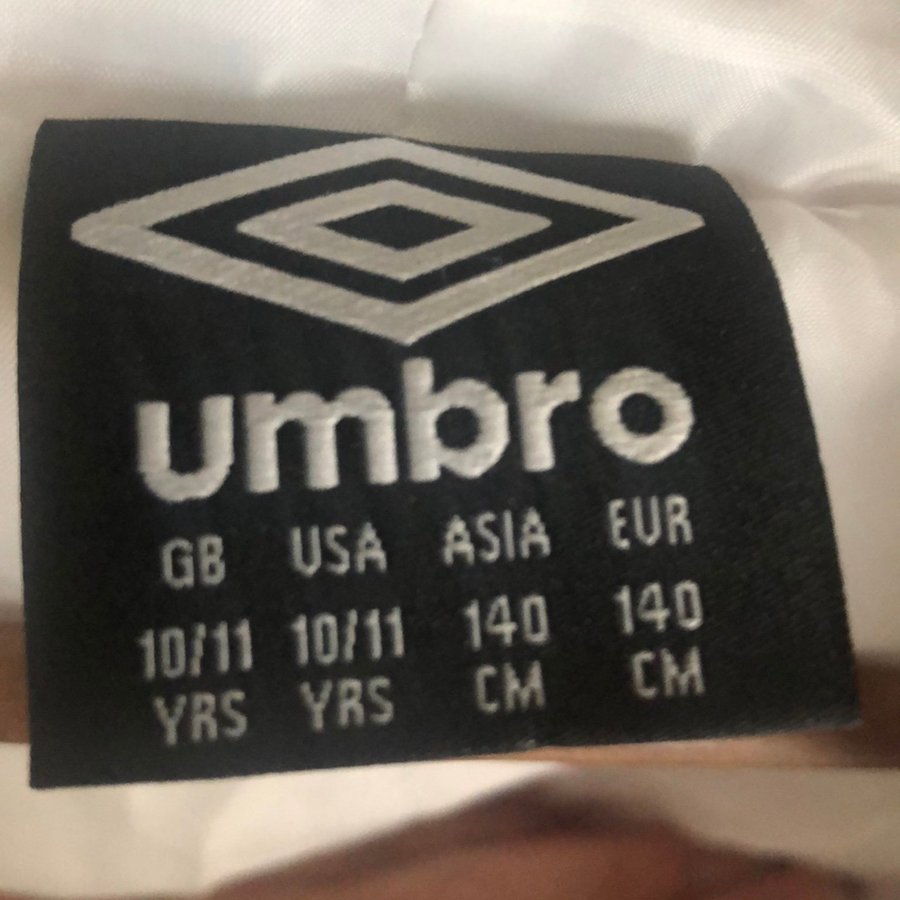 umbro
GB USA ASIA EUR
10/11 10/11 140 140
YRS YRS CM CM